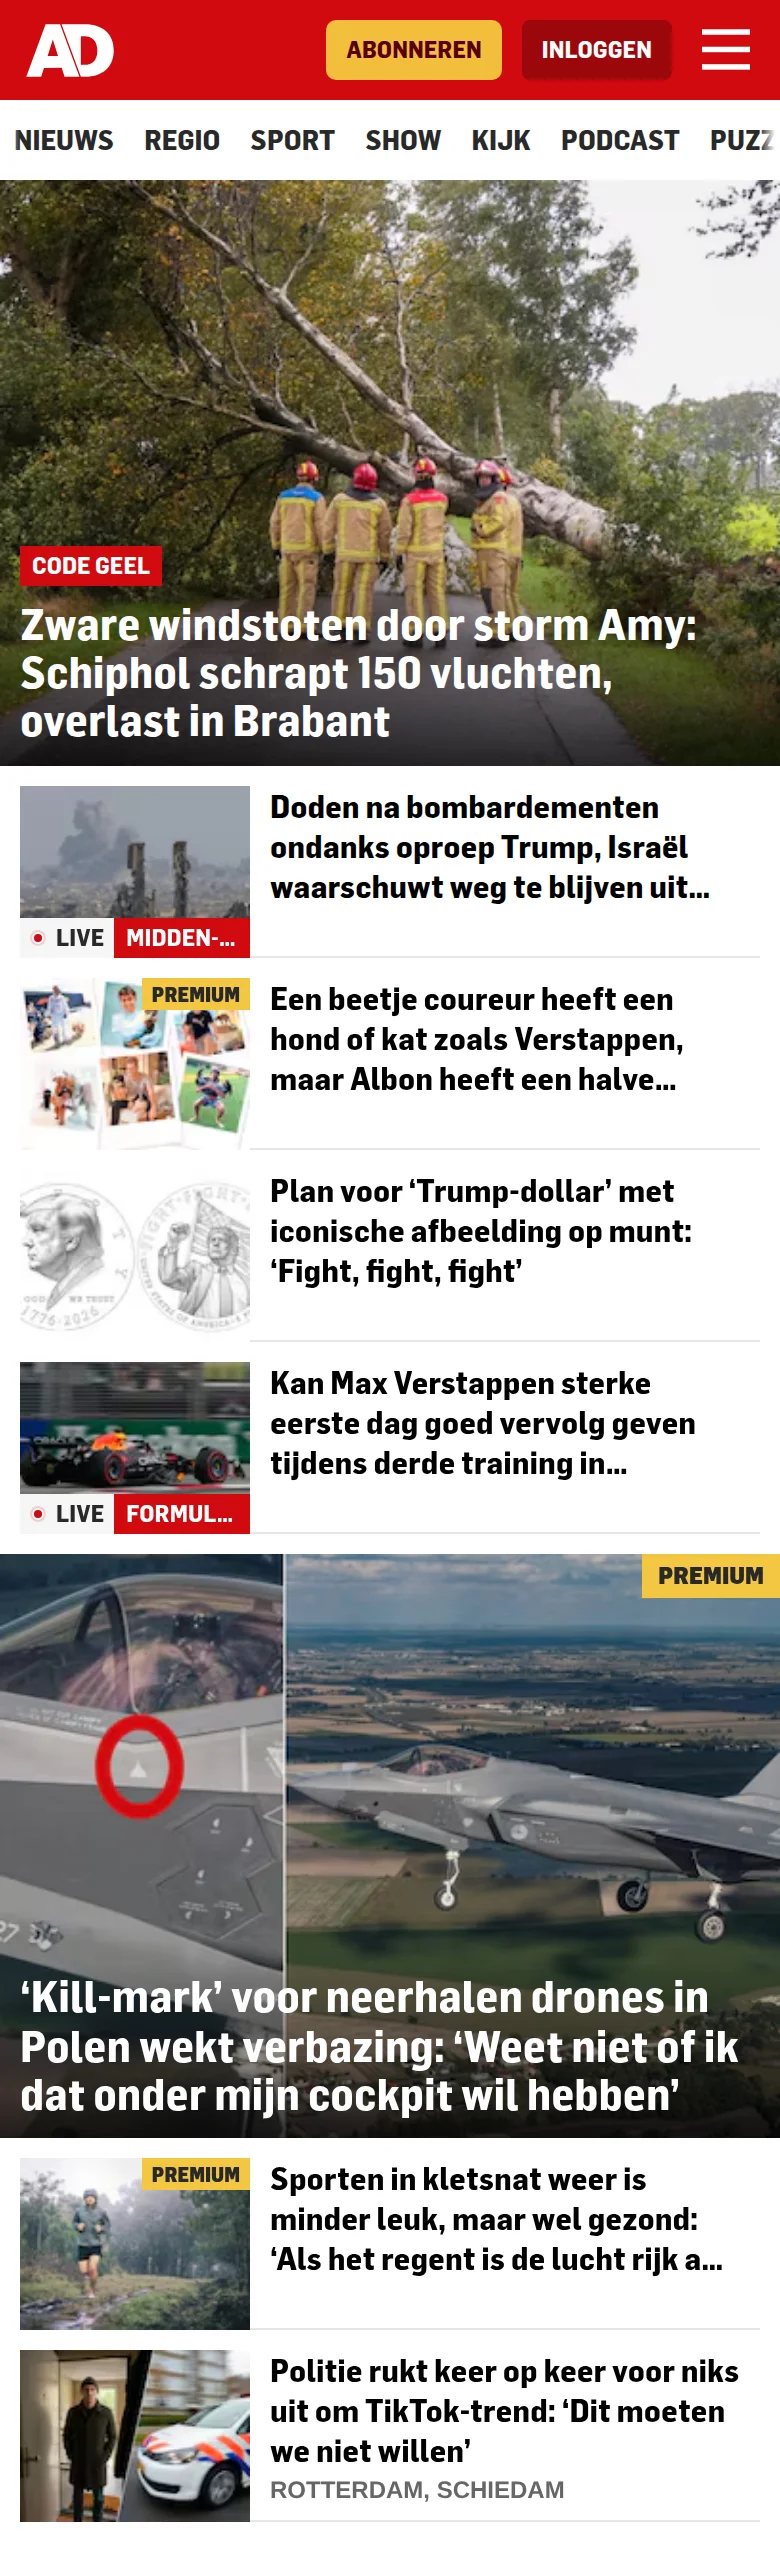 AD
ABONNEREN
INLOGGEN
NIEUWS REGIO SPORT SHOW KIJK PODCAST PUZZ
CODE GEEL
Zware windstoten door storm Amy:
Schiphol schrapt 150 vluchten,
overlast in Brabant
LIVE MIDDEN-...
Doden na bombardementen
ondanks oproep Trump, Israël
waarschuwt weg te blijven uit...
PREMIUM
Een beetje coureur heeft een
hond of kat zoals Verstappen,
maar Albon heeft een halve...
1776-2026
Plan voor ‘Trump-dollar’ met
iconische afbeelding op munt:
‘Fight, fight, fight’
LIVE FORMUL...
Kan Max Verstappen sterke
eerste dag goed vervolg geven
tijdens derde training in...
PREMIUM
‘Kill-mark’ voor neerhalen drones in
Polen wekt verbazing: ‘Weet niet of ik
dat onder mijn cockpit wil hebben’
PREMIUM
Sporten in kletsnat weer is
minder leuk, maar wel gezond:
‘Als het regent is de lucht rijk a...
Politie rukt keer op keer voor niks
uit om TikTok-trend: ‘Dit moeten
we niet willen’
ROTTERDAM, SCHIEDAM